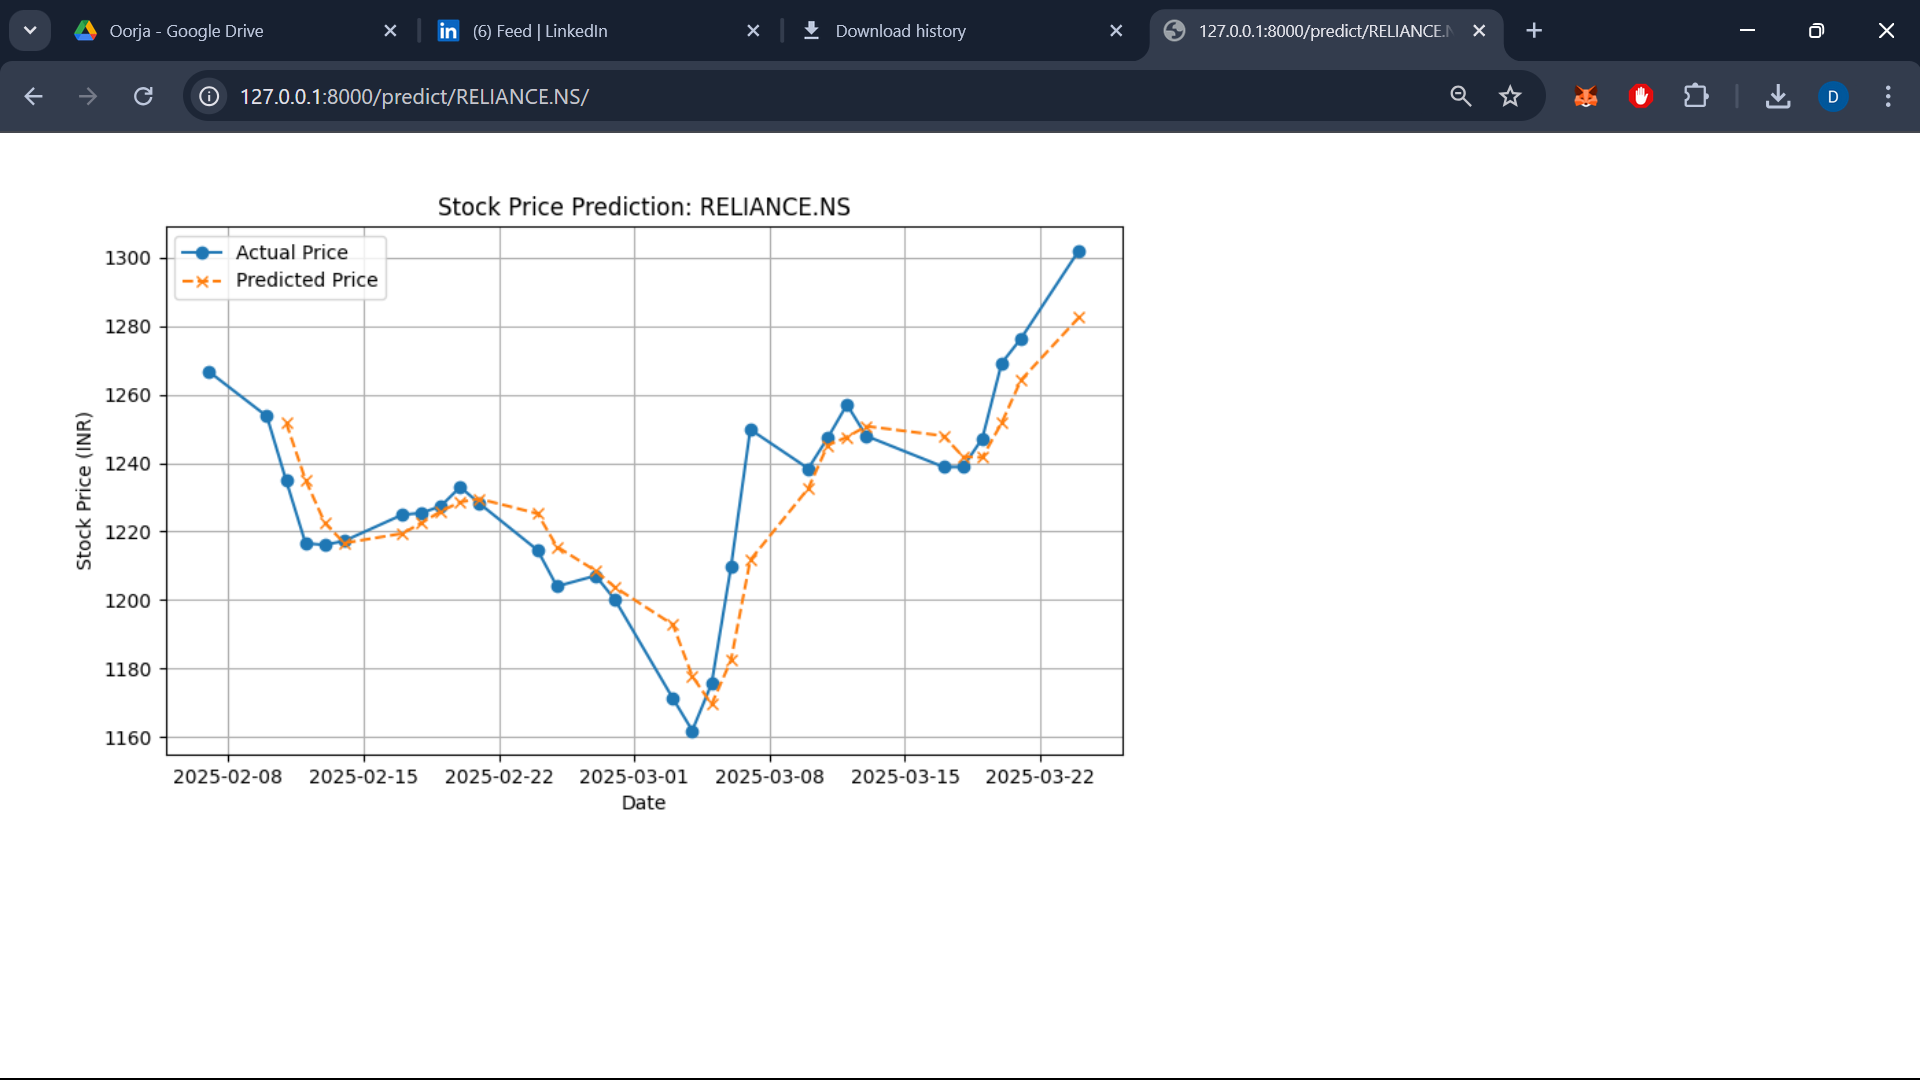 Oorja - Google Drive
in (6) Feed | LinkedIn
Download history
127.0.0.1:8000/predict/RELIANCE.N
127.0.0.1:8000/predict/RELIANCE.NS/
D
Stock Price Prediction: RELIANCE.NS
Actual Price
Predicted Price
1300
1280
1260
1240
1220
1200
1180
1160
Stock Price (INR)
2025-02-08 2025-02-15 2025-02-22 2025-03-01 2025-03-08 2025-03-15 2025-03-22
Date